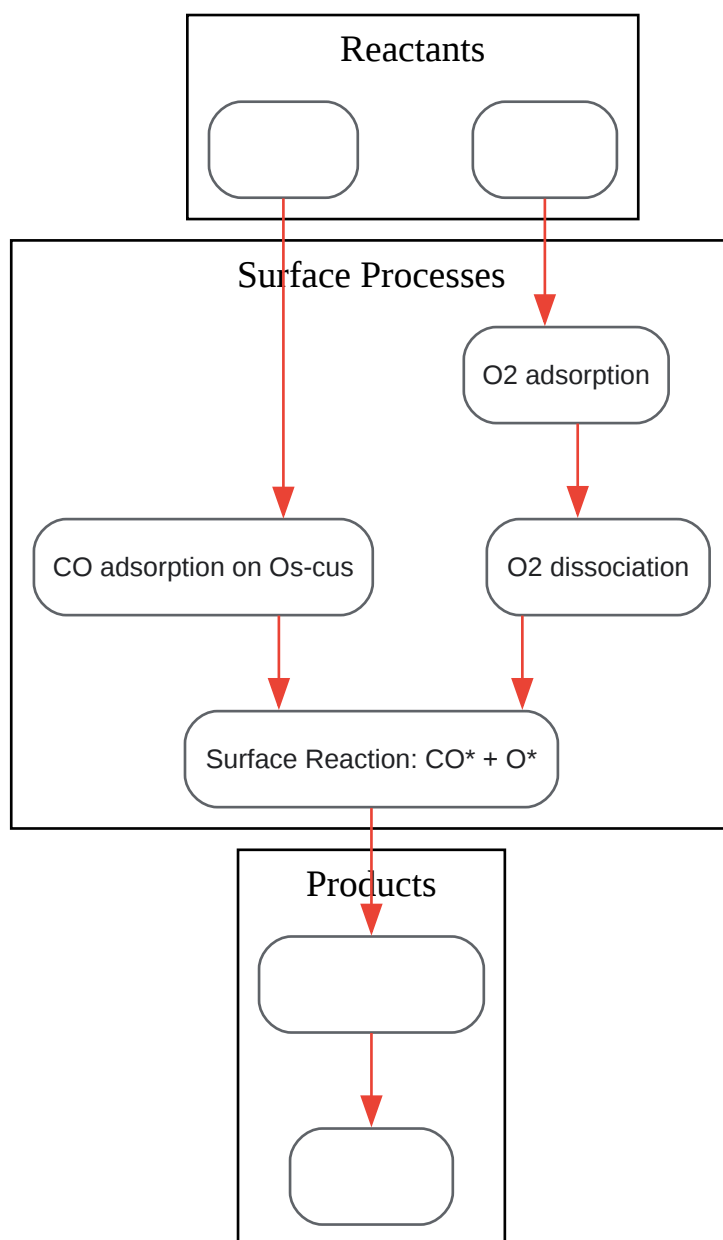 Reactants
Surface Processes
O2 adsorption
CO adsorption on Os-cus
O2 dissociation
Surface Reaction: CO* + O*
Products